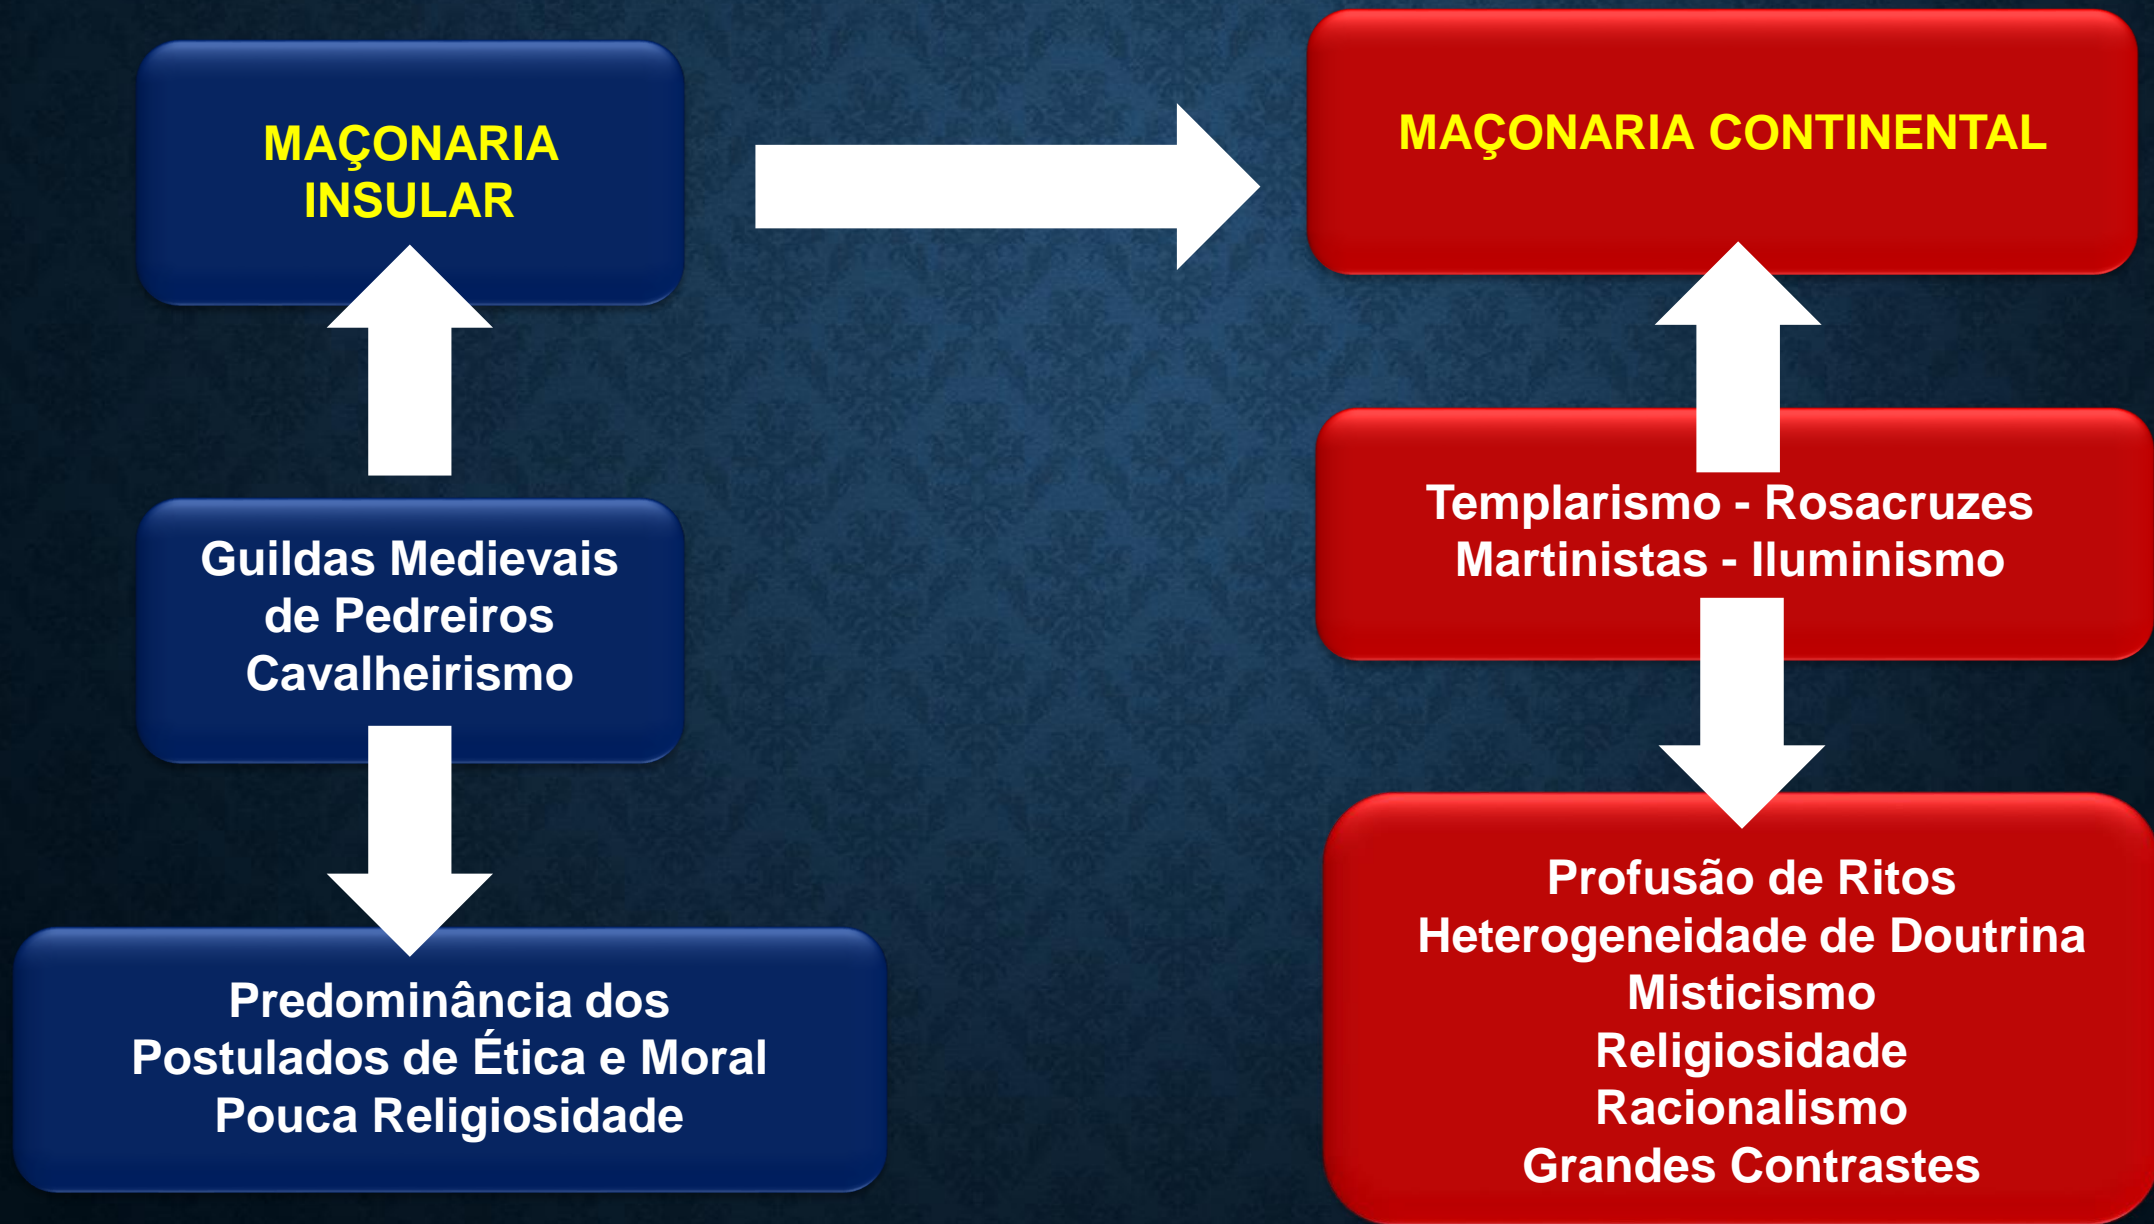 MAÇONARIA
INSULAR
MAÇONARIA CONTINENTAL
Guildas Medievais
de Pedreiros
Cavalheirismo
Templarismo - Rosacruzes
Martinistas - Iluminismo
Predominância dos
Postulados de Ética e Moral
Pouca Religiosidade
Profusão de Ritos
Heterogeneidade de Doutrina
Misticismo
Religiosidade
Racionalismo
Grandes Contrastes